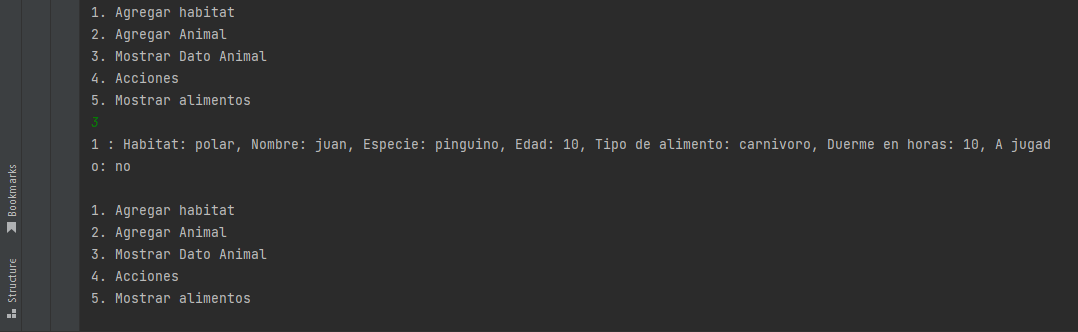 1. Agregar habitat
2. Agregar Animal
3. Mostrar Dato Animal
4. Acciones
5. Mostrar alimentos
3
1 : Habitat: polar, Nombre: juan, Especie: pinguino, Edad: 10, Tipo de alimento: carnivoro, Duerme en horas: 10, A jugad
o: no
1. Agregar habitat
2. Agregar Animal
3. Mostrar Dato Animal
4. Acciones
5. Mostrar alimentos
Bookmarks
Structure